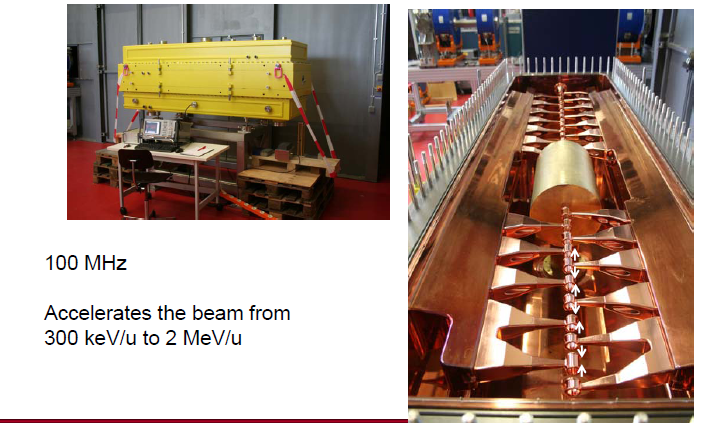 100 MHz
Accelerates the beam from
300 keV/u to 2 MeV/u